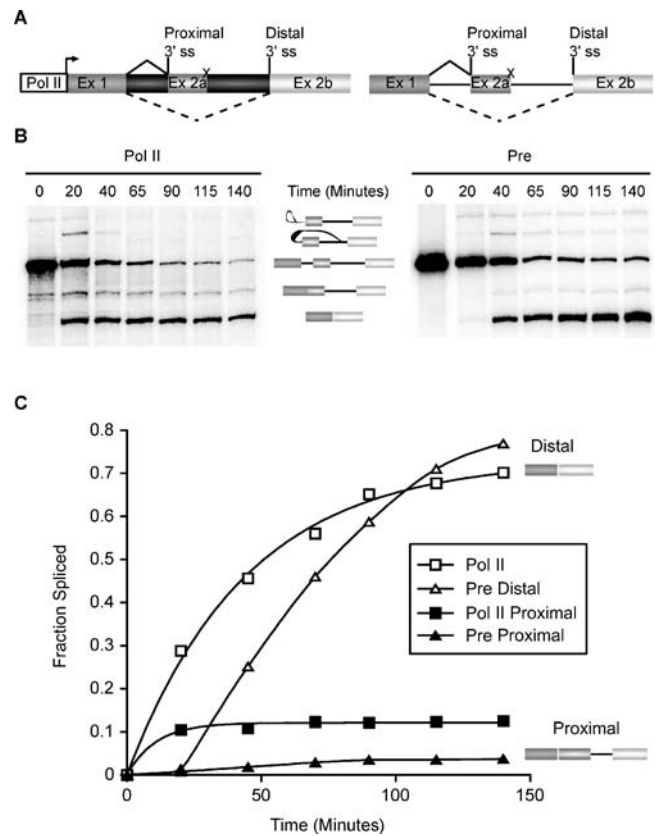 A
Proximal
3' ss
Distal
3' ss
Pol II
Ex 1
Ex 2a
X
Ex 2b
Proximal
3' ss
Distal
3' ss
Ex 1
Ex 2a
X
Ex 2b
B
Pol II
0 20 40 65 90 115 140
Time (Minutes)
Pre
0 20 40 65 90 115 140
C
0.8
0.7
0.6
0.5
0.4
0.3
0.2
0.1
0
Fraction Spliced
Distal
Pol II
Pre Distal
Pol II Proximal
Pre Proximal
Proximal
0 50 100 150
Time (Minutes)